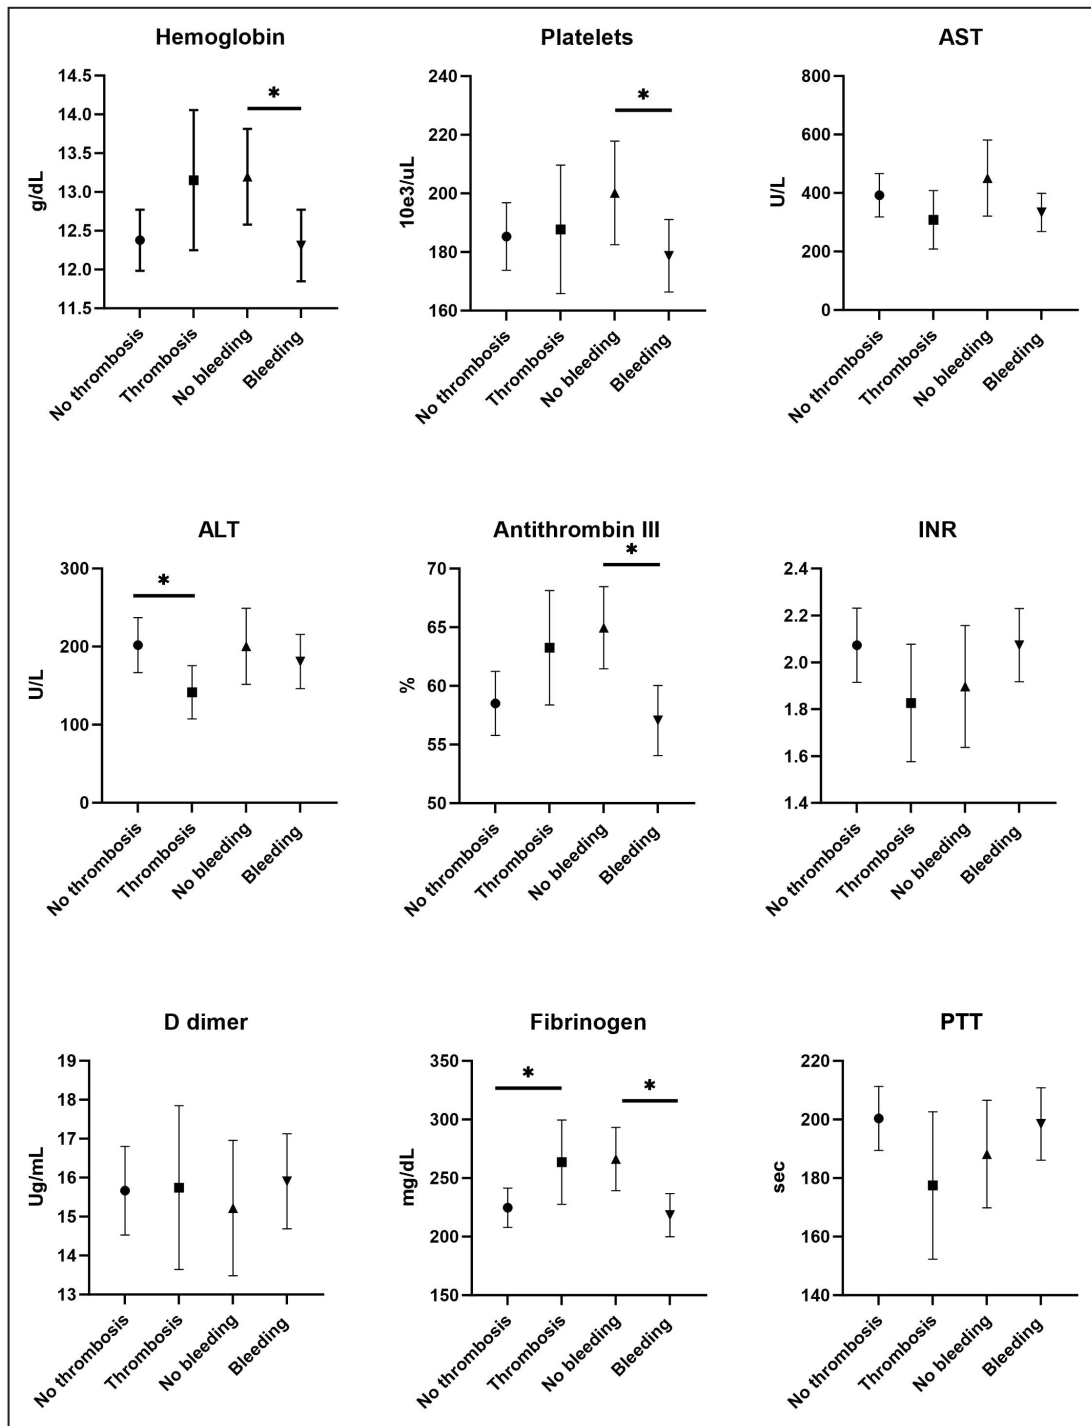 Hemoglobin
g/dL
14.5
14.0
13.5
13.0
12.5
12.0
11.5
*
No thrombosis
Thrombosis
No bleeding
Bleeding
Platelets
10e3/uL
240
220
200
180
160
*
No thrombosis
Thrombosis
No bleeding
Bleeding
AST
U/L
800
600
400
200
0
No thrombosis
Thrombosis
No bleeding
Bleeding
ALT
U/L
300
200
100
0
*
No thrombosis
Thrombosis
No bleeding
Bleeding
Antithrombin III
%
70
65
60
55
50
*
No thrombosis
Thrombosis
No bleeding
Bleeding
INR
2.4
2.2
2.0
1.8
1.6
1.4
No thrombosis
Thrombosis
No bleeding
Bleeding
D dimer
Ug/mL
19
18
17
16
15
14
13
No thrombosis
Thrombosis
No bleeding
Bleeding
Fibrinogen
mg/dL
350
300
250
200
150
*
*
No thrombosis
Thrombosis
No bleeding
Bleeding
PTT
sec
220
200
180
160
140
No thrombosis
Thrombosis
No bleeding
Bleeding